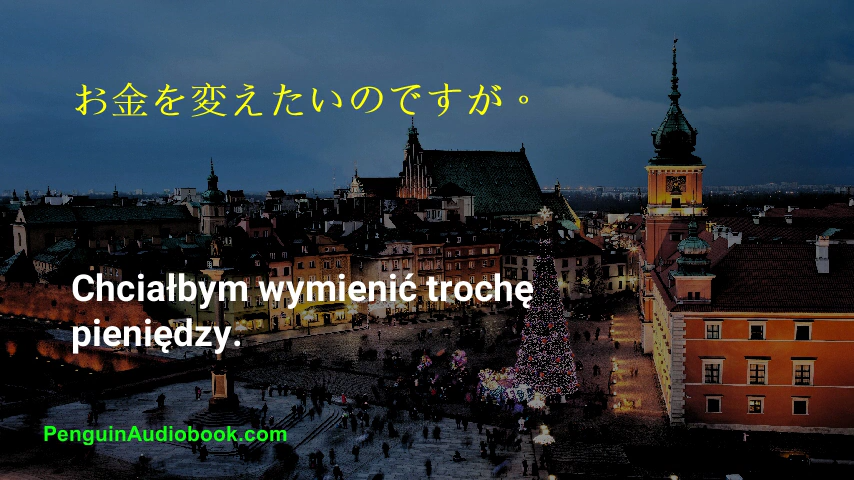 お金を変えたいのですが。
Chciałbym wymienić trochę
pieniędzy.
PenguinAudiobook.com